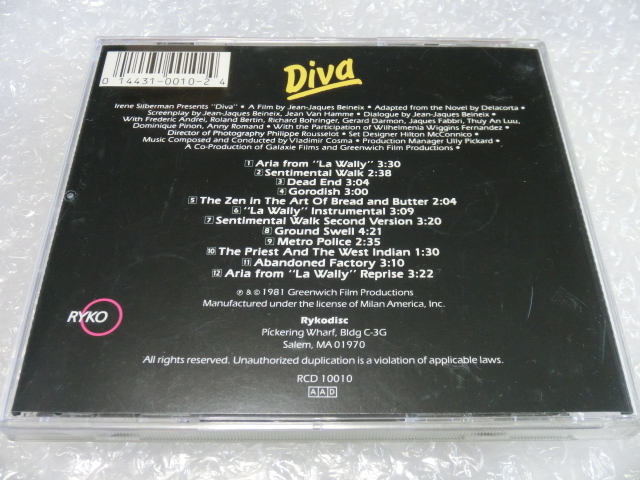 0 14431-0010-2 4
Diva
Irene Silberman Presents "Diva" • A Film by Jean-Jaques Beineix • Adapted from the Novel by Delacorta •
Screenplay by Jean-Jaques Beineix, Jean Van Hamme • Dialogue by Jean-Jaques Beineix •
With Frederic Andrei, Roland Bertin, Richard Bohringer, Gerard Darmon, Jaques Fabbri, Thuy An Luu,
Dominique Pinon, Anny Romand • With the Participation of Wilhelmenia Wiggins Fernandez •
Director of Photography Philippe Rousselot • Set Designer Hilton McConnico •
Music Composed and Conducted by Vladimir Cosma • Production Manager Ully Pickard •
A Co-Production of Galaxie Films and Greenwich Film Productions •
1 Aria from "La Wally" 3:30
2 Sentimental Walk 2:38
3 Dead End 3:04
4 Gorodish 3:00
5 The Zen in The Art Of Bread and Butter 2:04
6 "La Wally" Instrumental 3:09
7 Sentimental Walk Second Version 3:20
8 Ground Swell 4:21
9 Metro Police 2:35
10 The Priest And The West Indian 1:30
11 Abandoned Factory 3:10
12 Aria from "La Wally" Reprise 3:22
℗ & © 1981 Greenwich Film Productions
Manufactured under the license of Milan America, Inc.
RYKO
Rykodisc
Pickering Wharf, Bldg C-3G
Salem, MA 01970
All rights reserved. Unauthorized duplication is a violation of applicable laws.
RCD 10010
AAD